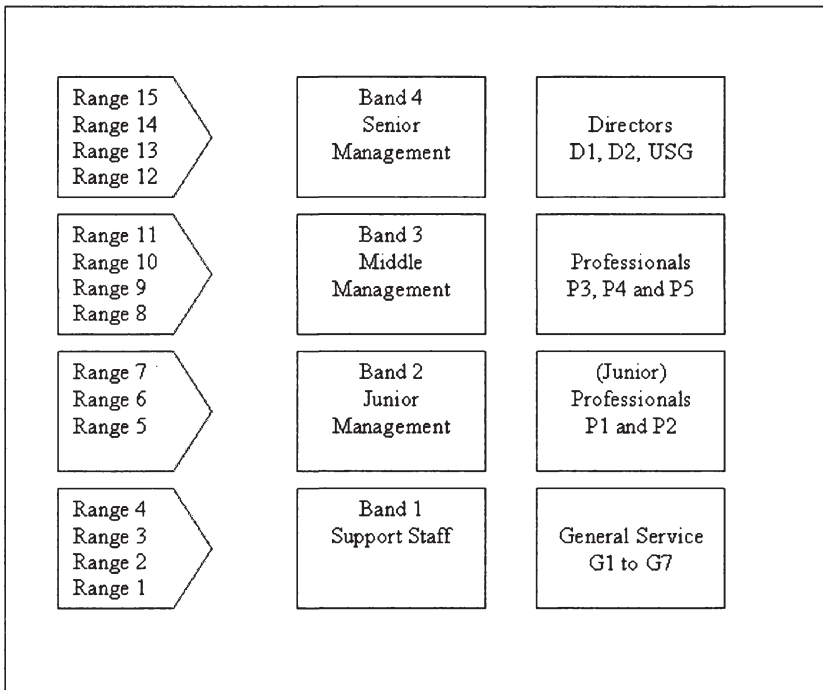 Range 15
Range 14
Range 13
Range 12
Band 4
Senior
Management
Directors
D1, D2, USG
Range 11
Range 10
Range 9
Range 8
Band 3
Middle
Management
Professionals
P3, P4 and P5
Range 7
Range 6
Range 5
Band 2
Junior
Management
(Junior)
Professionals
P1 and P2
Range 4
Range 3
Range 2
Range 1
Band 1
Support Staff
General Service
G1 to G7